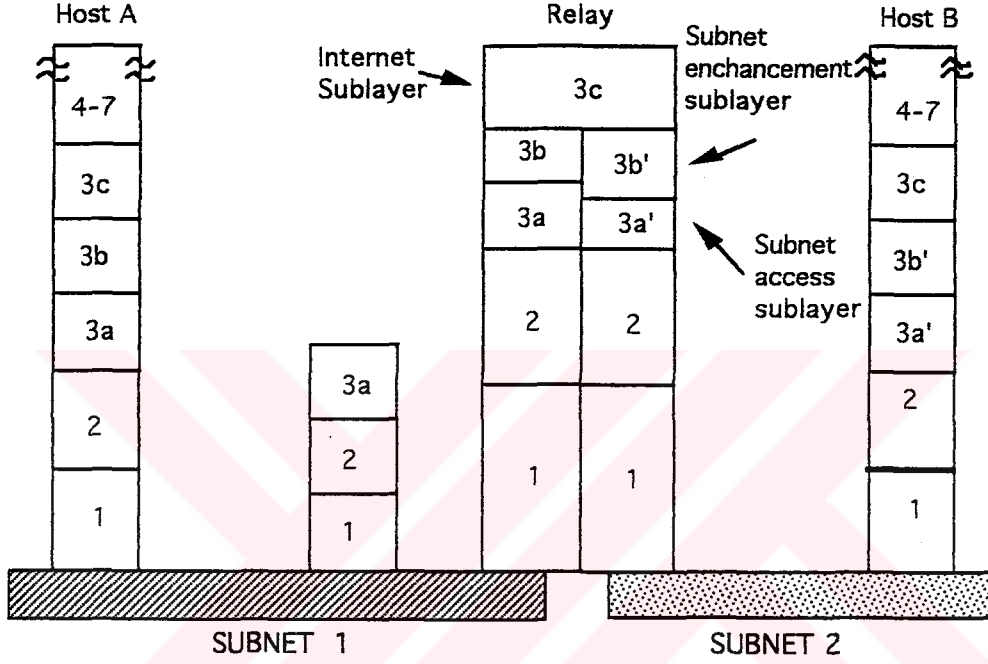 Host A
4-7
3c
3b
3a
2
1
3a
2
1
Internet
Sublayer
Relay
3c
3b
3b'
3a
3a'
2
2
1
1
Subnet
enchancement
sublayer
Subnet
access
sublayer
Host B
4-7
3c
3b'
3a'
2
1
SUBNET 1
SUBNET 2